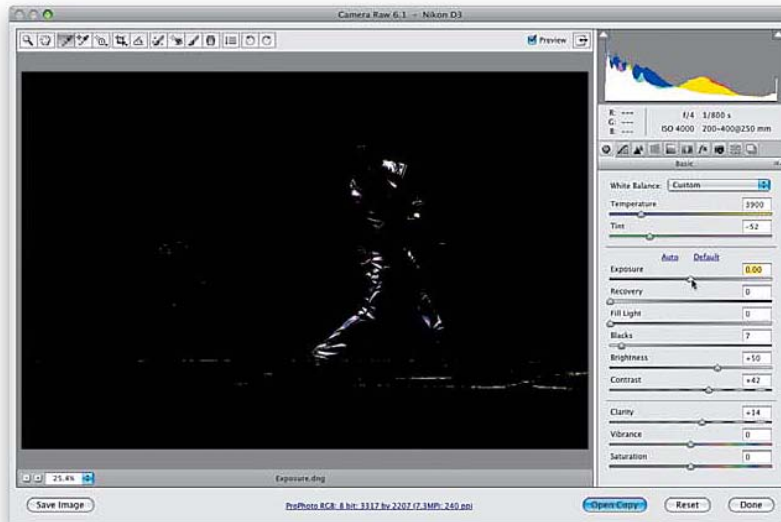 Camera Raw 6.1 - Nikon D3
Preview
R: ---
G: ---
B: ---
f/4 1/800 s
ISO 4000 200-400@250 mm
Basic
White Balance: Custom
Temperature 3900
Tint -52
Auto Default
Exposure 0.00
Recovery 0
Fill Light 0
Blacks 7
Brightness +50
Contrast +42
Clarity +14
Vibrance 0
Saturation 0
25.4%
Exposure.dng
Save Image
ProPhoto RGB; 8 bit; 3317 by 2207 (7.3MP); 240 ppi
Open Copy
Reset
Done